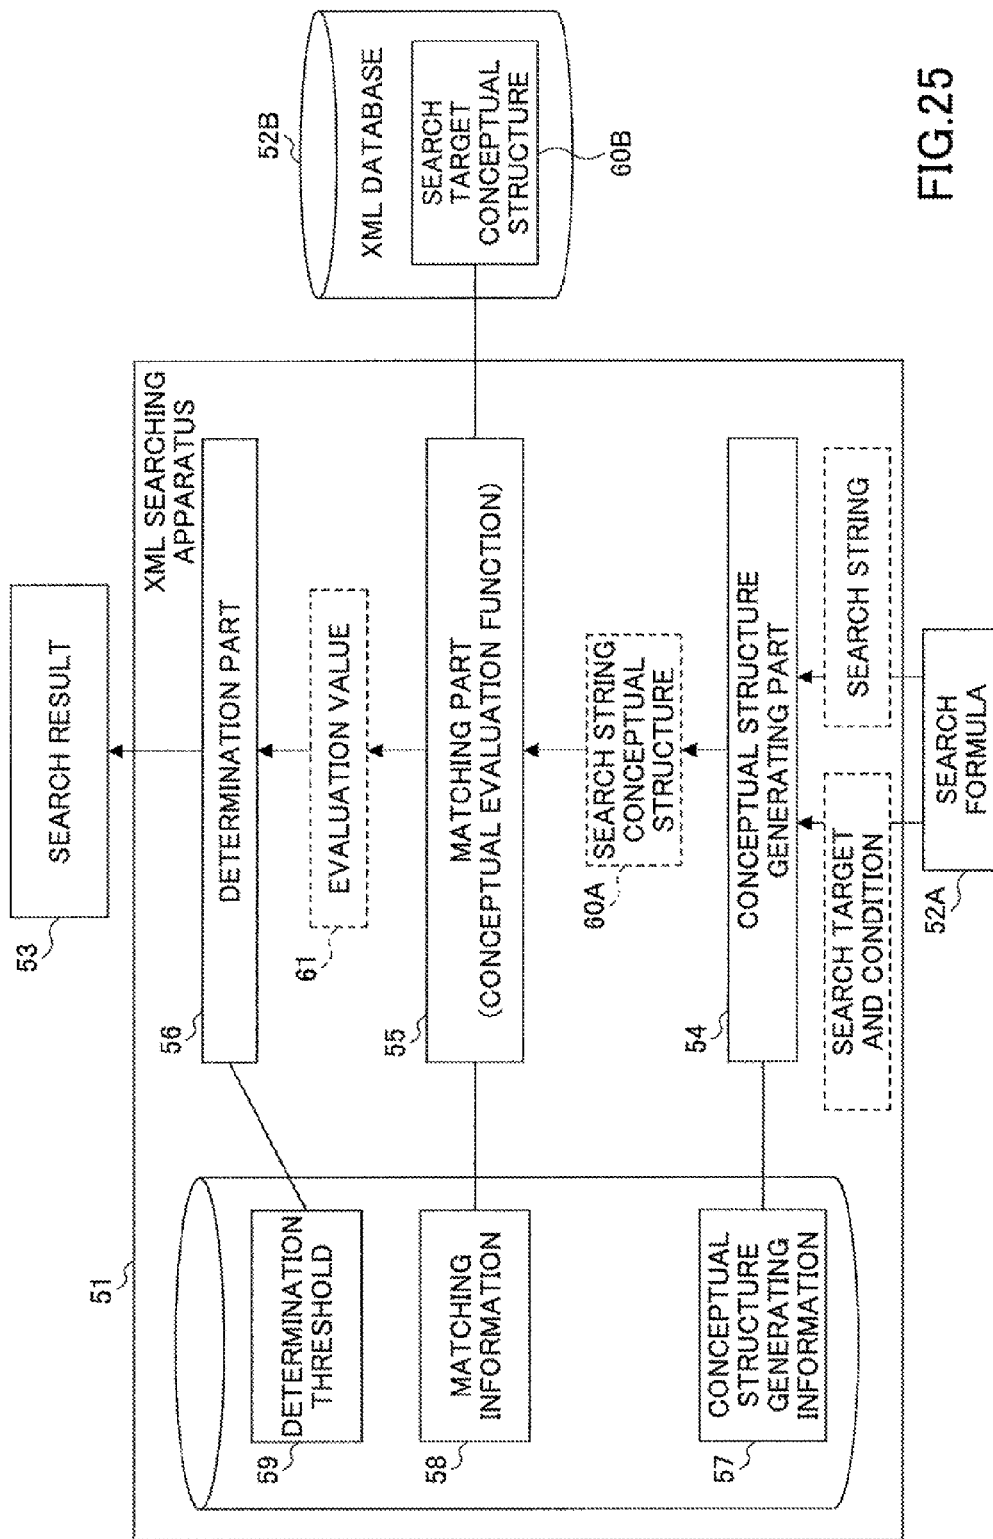 53
SEARCH RESULT
51
XML SEARCHING
APPARATUS
59
DETERMINATION
THRESHOLD
56
DETERMINATION PART
61
EVALUATION VALUE
58
MATCHING
INFORMATION
55
MATCHING PART
(CONCEPTUAL EVALUATION FUNCTION)
52B
XML DATABASE
SEARCH
TARGET
CONCEPTUAL
STRUCTURE
60B
60A
SEARCH STRING
CONCEPTUAL
STRUCTURE
57
CONCEPTUAL
STRUCTURE
GENERATING
INFORMATION
54
CONCEPTUAL STRUCTURE
GENERATING PART
SEARCH TARGET
AND CONDITION
SEARCH STRING
52A
SEARCH
FORMULA
FIG.25